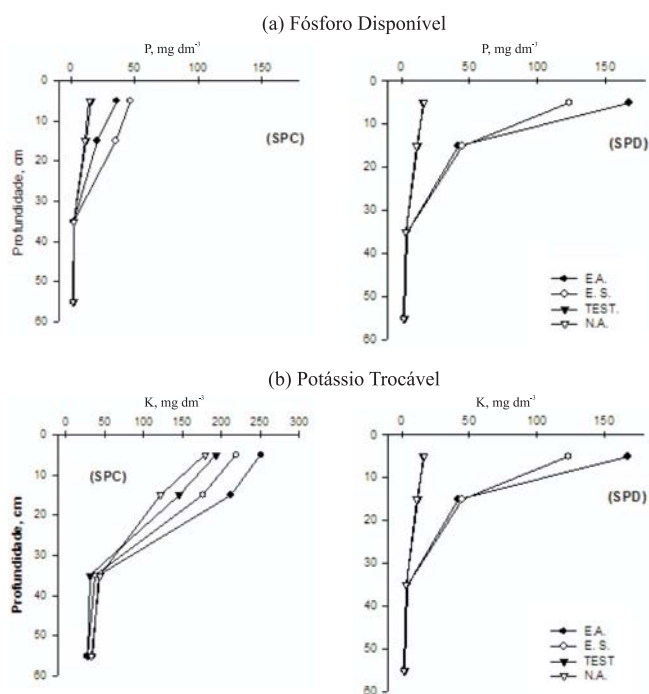 (a) Fósforo Disponível
P, mg dm-³ P, mg dm-³
0 50 100 150 0 50 100 150
0 0
10 10
(SPC) (SPD)
20 20
30 30
40 40
50 50
60 60
Profundidade, cm
E.A.
E. S.
TEST.
N.A.
(b) Potássio Trocável
K, mg dm-³ K, mg dm-³
0 50 100 150 200 250 300 0 50 100 150
0 0
10 10
(SPC) (SPD)
20 20
30 30
40 40
50 50
60 60
Profundidade, cm
E.A.
E. S.
TEST
N.A.